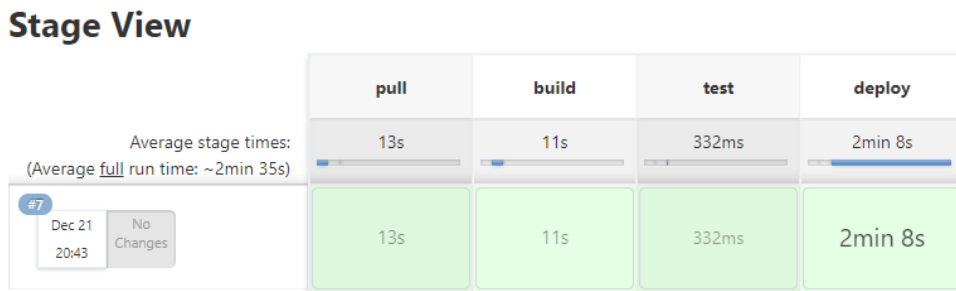 Stage View
pull build test deploy
Average stage times: 13s 11s 332ms 2min 8s
(Average full run time: ~2min 35s)
#7
Dec 21 No
Changes
20:43
13s 11s 332ms 2min 8s